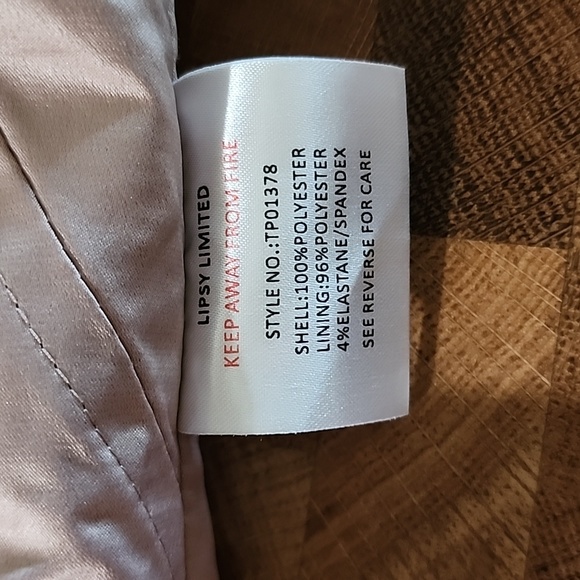 LIPSY LIMITED
KEEP AWAY FROM FIRE
STYLE NO.:TP01378
SHELL:100%POLYESTER
LINING:96%POLYESTER
4%ELASTANE/SPANDEX
SEE REVERSE FOR CARE